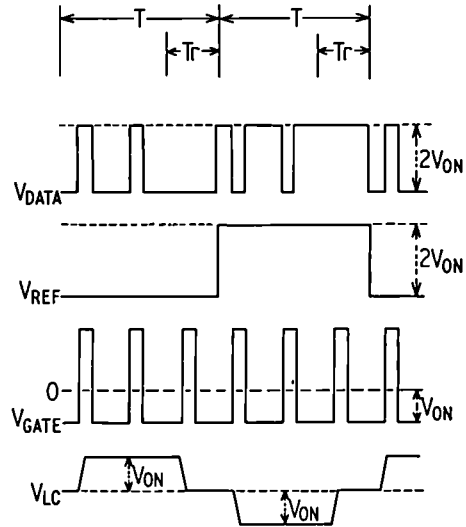 T T
Tr Tr
2VON
VDATA
2VON
VREF
0
VGATE
VON
VON
VLC
VON